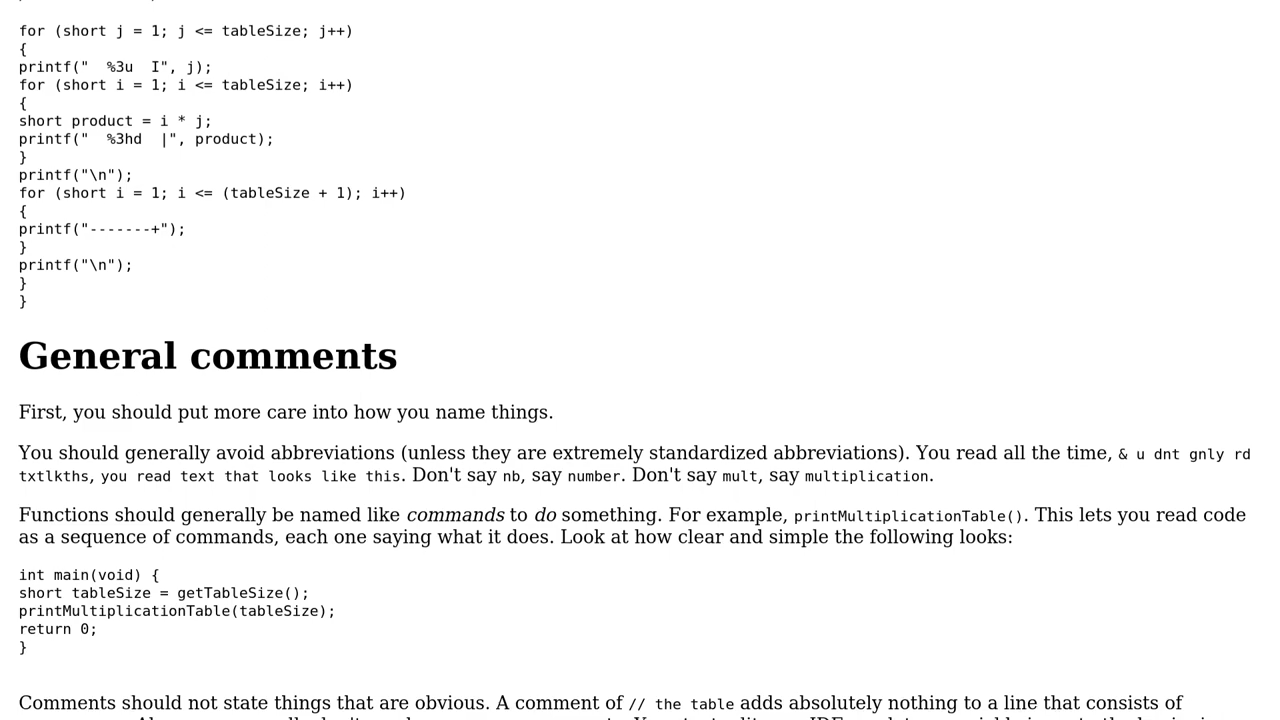 for (short j = 1; j <= tableSize; j++)
{
printf("  %3u  I", j);
for (short i = 1; i <= tableSize; i++)
{
short product = i * j;
printf("  %3hd  |", product);
}
printf("\n");
for (short i = 1; i <= (tableSize + 1); i++)
{
printf("-------+");
}
printf("\n");
}
}
General comments
First, you should put more care into how you name things.
You should generally avoid abbreviations (unless they are extremely standardized abbreviations). You read all the time, & u dnt gnly rd
txtlkths, you read text that looks like this. Don't say nb, say number. Don't say mult, say multiplication.
Functions should generally be named like commands to do something. For example, printMultiplicationTable(). This lets you read code
as a sequence of commands, each one saying what it does. Look at how clear and simple the following looks:
int main(void) {
short tableSize = getTableSize();
printMultiplicationTable(tableSize);
return 0;
}
Comments should not state things that are obvious. A comment of // the table adds absolutely nothing to a line that consists of